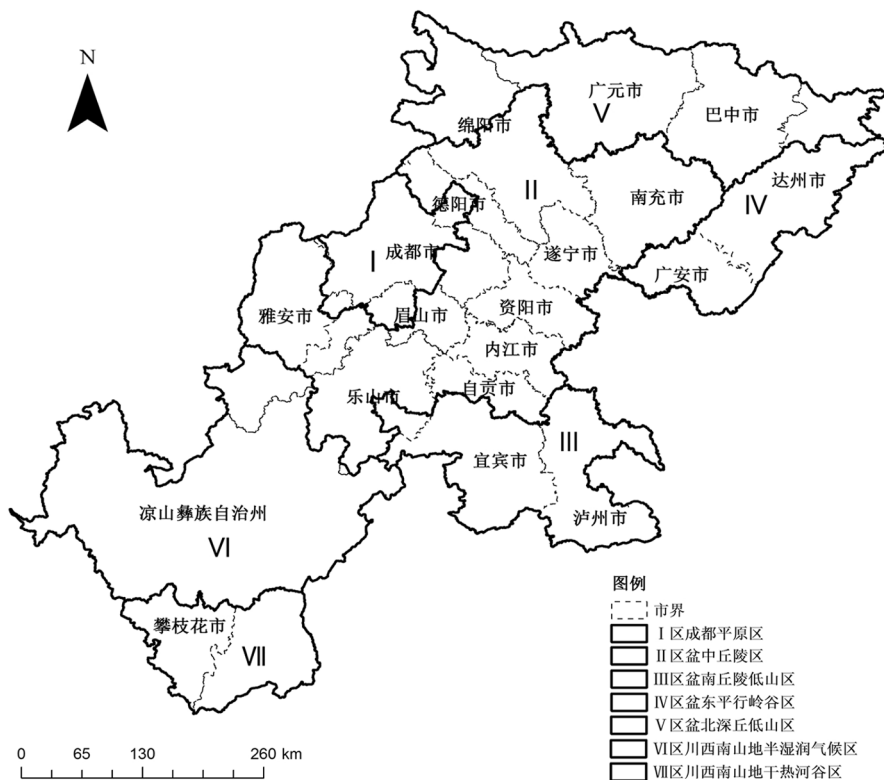 N
广元市
Ⅴ
巴中市
绵阳市
达州市
Ⅳ
Ⅱ
南充市
德阳市
成都市
Ⅰ
遂宁市
广安市
雅安市
眉山市
资阳市
内江市
乐山市
自贡市
Ⅲ
宜宾市
泸州市
凉山彝族自治州
Ⅵ
攀枝花市
Ⅶ
图例
市界
Ⅰ区成都平原区
Ⅱ区盆中丘陵区
Ⅲ区盆南丘陵低山区
Ⅳ区盆东平行岭谷区
Ⅴ区盆北深丘低山区
Ⅵ区川西南山地半湿润气候区
Ⅶ区川西南山地干热河谷区
0 65 130 260 km